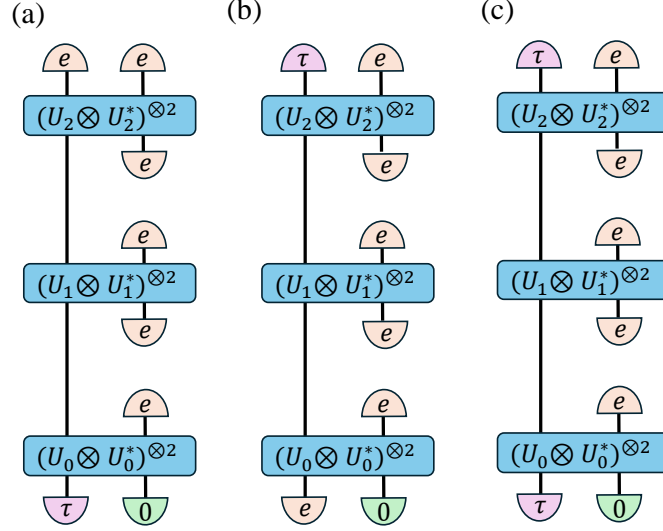 (a) (b) (c)
e e τ e τ e
(U₂⊗ U₂*)^⊗2 (U₂⊗ U₂*)^⊗2 (U₂⊗ U₂*)^⊗2
e e e
e e e
(U₁⊗ U₁*)^⊗2 (U₁⊗ U₁*)^⊗2 (U₁⊗ U₁*)^⊗2
e e e
e e e
(U₀⊗ U₀*)^⊗2 (U₀⊗ U₀*)^⊗2 (U₀⊗ U₀*)^⊗2
τ 0 e 0 τ 0